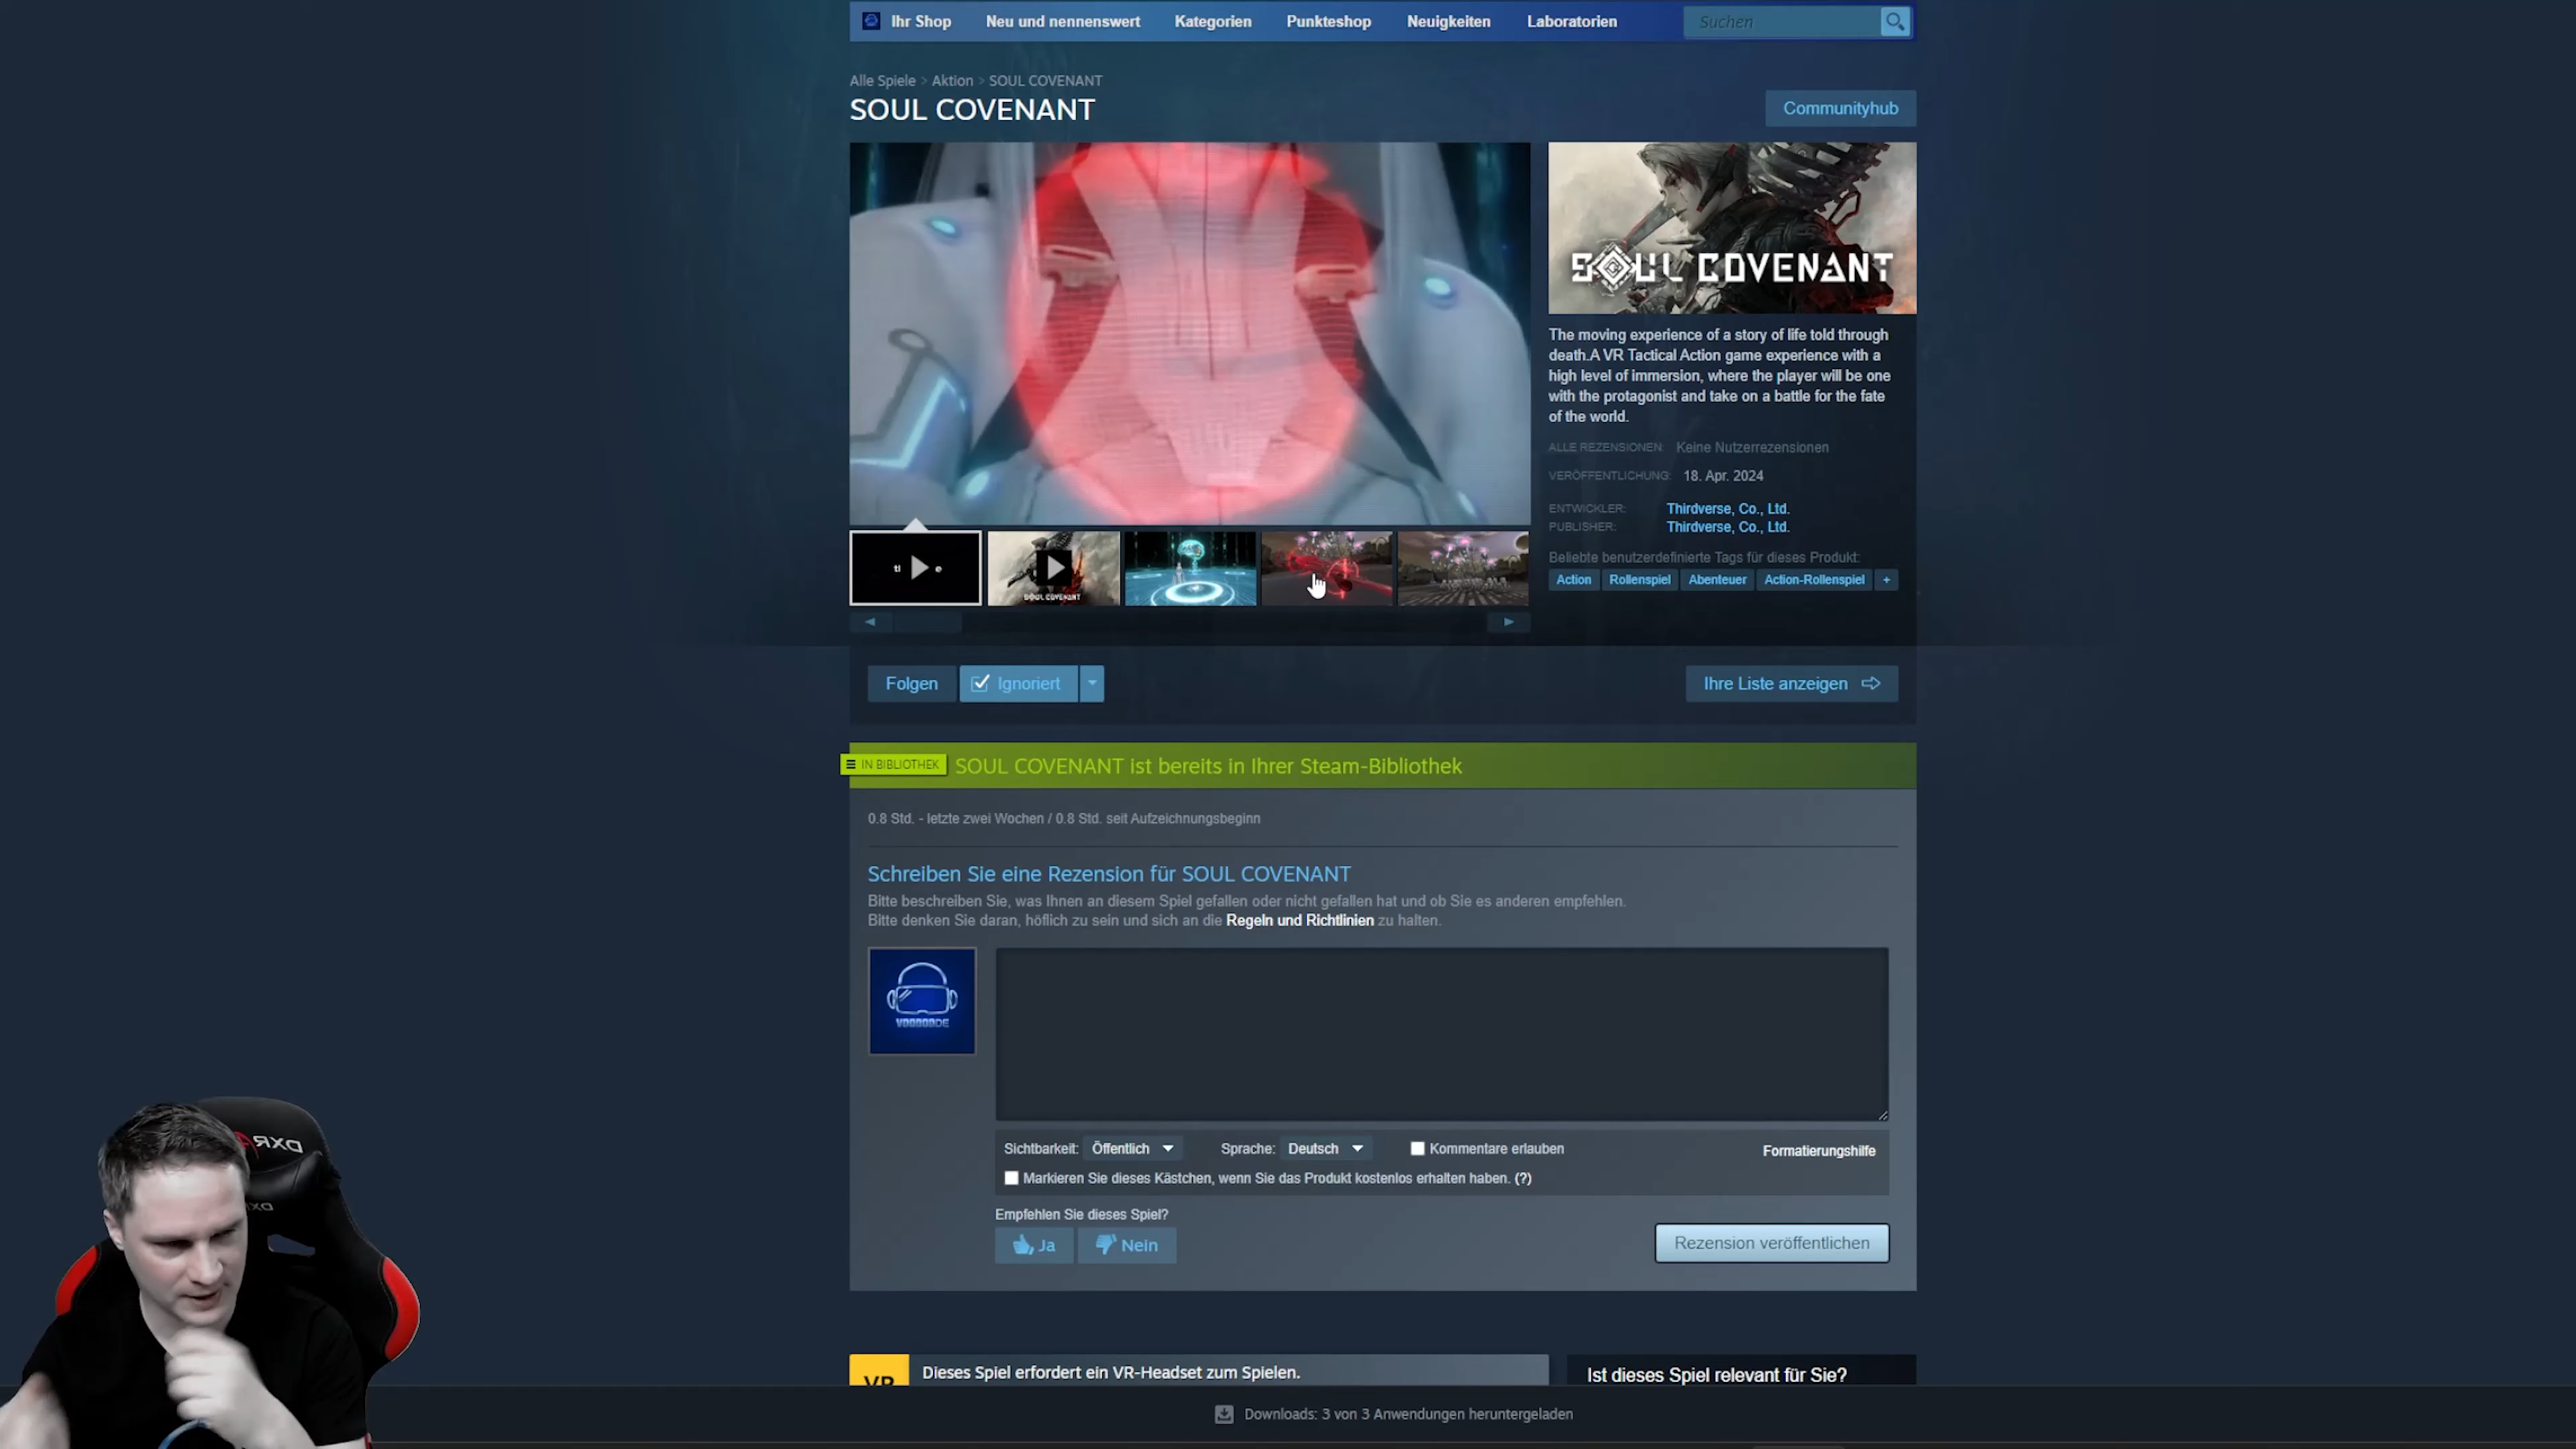 Ihr Shop Neu und nennenswert Kategorien Punkteshop Neuigkeiten Laboratorien Suchen
Alle Spiele > Aktion > SOUL COVENANT
SOUL COVENANT
Communityhub
SOUL COVENANT
The moving experience of a story of life told through
death.A VR Tactical Action game experience with a
high level of immersion, where the player will be one
with the protagonist and take on a battle for the fate
of the world.
ALLE REZENSIONEN: Keine Nutzerrezensionen
VERÖFFENTLICHUNG: 18. Apr. 2024
ENTWICKLER: Thirdverse, Co., Ltd.
PUBLISHER: Thirdverse, Co., Ltd.
Beliebte benutzerdefinierte Tags für dieses Produkt:
Action Rollenspiel Abenteuer Action-Rollenspiel +
SOUL COVENANT
Folgen Ignoriert Ihre Liste anzeigen
IN BIBLIOTHEK SOUL COVENANT ist bereits in Ihrer Steam-Bibliothek
0.8 Std. - letzte zwei Wochen / 0.8 Std. seit Aufzeichnungsbeginn
Schreiben Sie eine Rezension für SOUL COVENANT
Bitte beschreiben Sie, was Ihnen an diesem Spiel gefallen oder nicht gefallen hat und ob Sie es anderen empfehlen.
Bitte denken Sie daran, höflich zu sein und sich an die Regeln und Richtlinien zu halten.
Sichtbarkeit: Öffentlich Sprache: Deutsch Kommentare erlauben Formatierungshilfe
Markieren Sie dieses Kästchen, wenn Sie das Produkt kostenlos erhalten haben. (?)
Empfehlen Sie dieses Spiel?
Ja Nein Rezension veröffentlichen
VR Dieses Spiel erfordert ein VR-Headset zum Spielen.
Ist dieses Spiel relevant für Sie?
Downloads: 3 von 3 Anwendungen heruntergeladen